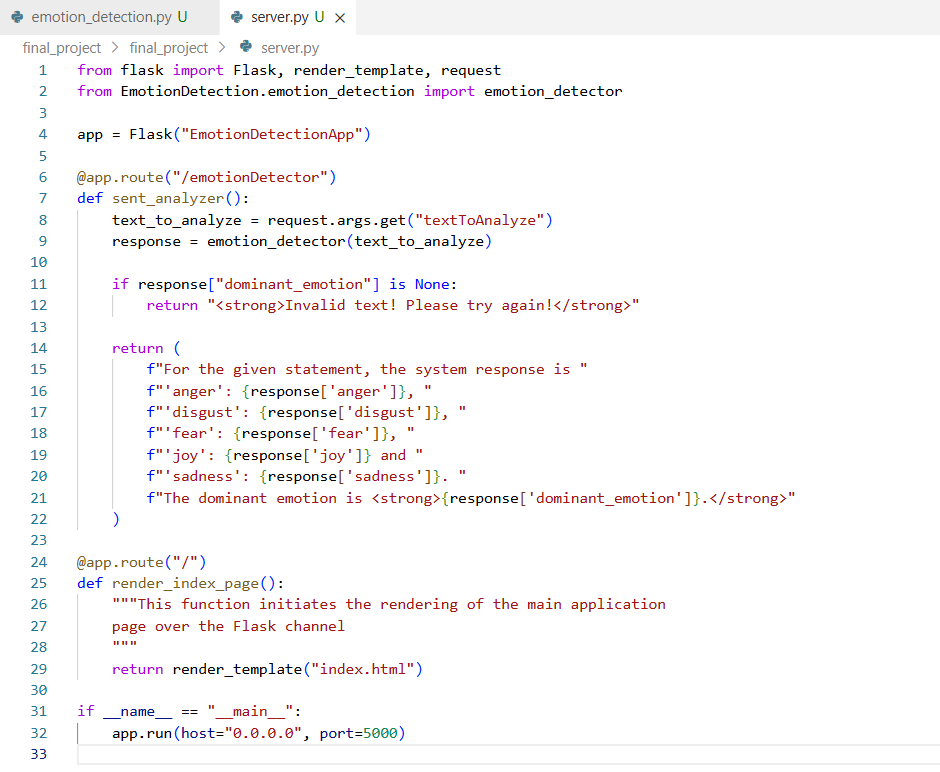 emotion_detection.py U server.py U ×
final_project > final_project > server.py
1 from flask import Flask, render_template, request
2 from EmotionDetection.emotion_detection import emotion_detector
3
4 app = Flask("EmotionDetectionApp")
5
6 @app.route("/emotionDetector")
7 def sent_analyzer():
8     text_to_analyze = request.args.get("textToAnalyze")
9     response = emotion_detector(text_to_analyze)
10
11     if response["dominant_emotion"] is None:
12         return "<strong>Invalid text! Please try again!</strong>"
13
14     return (
15         f"For the given statement, the system response is "
16         f"'anger': {response['anger']}, "
17         f"'disgust': {response['disgust']}, "
18         f"'fear': {response['fear']}, "
19         f"'joy': {response['joy']} and "
20         f"'sadness': {response['sadness']}. "
21         f"The dominant emotion is <strong>{response['dominant_emotion']}.</strong>"
22     )
23
24 @app.route("/")
25 def render_index_page():
26     """This function initiates the rendering of the main application
27     page over the Flask channel
28     """
29     return render_template("index.html")
30
31 if __name__ == "__main__":
32     app.run(host="0.0.0.0", port=5000)
33